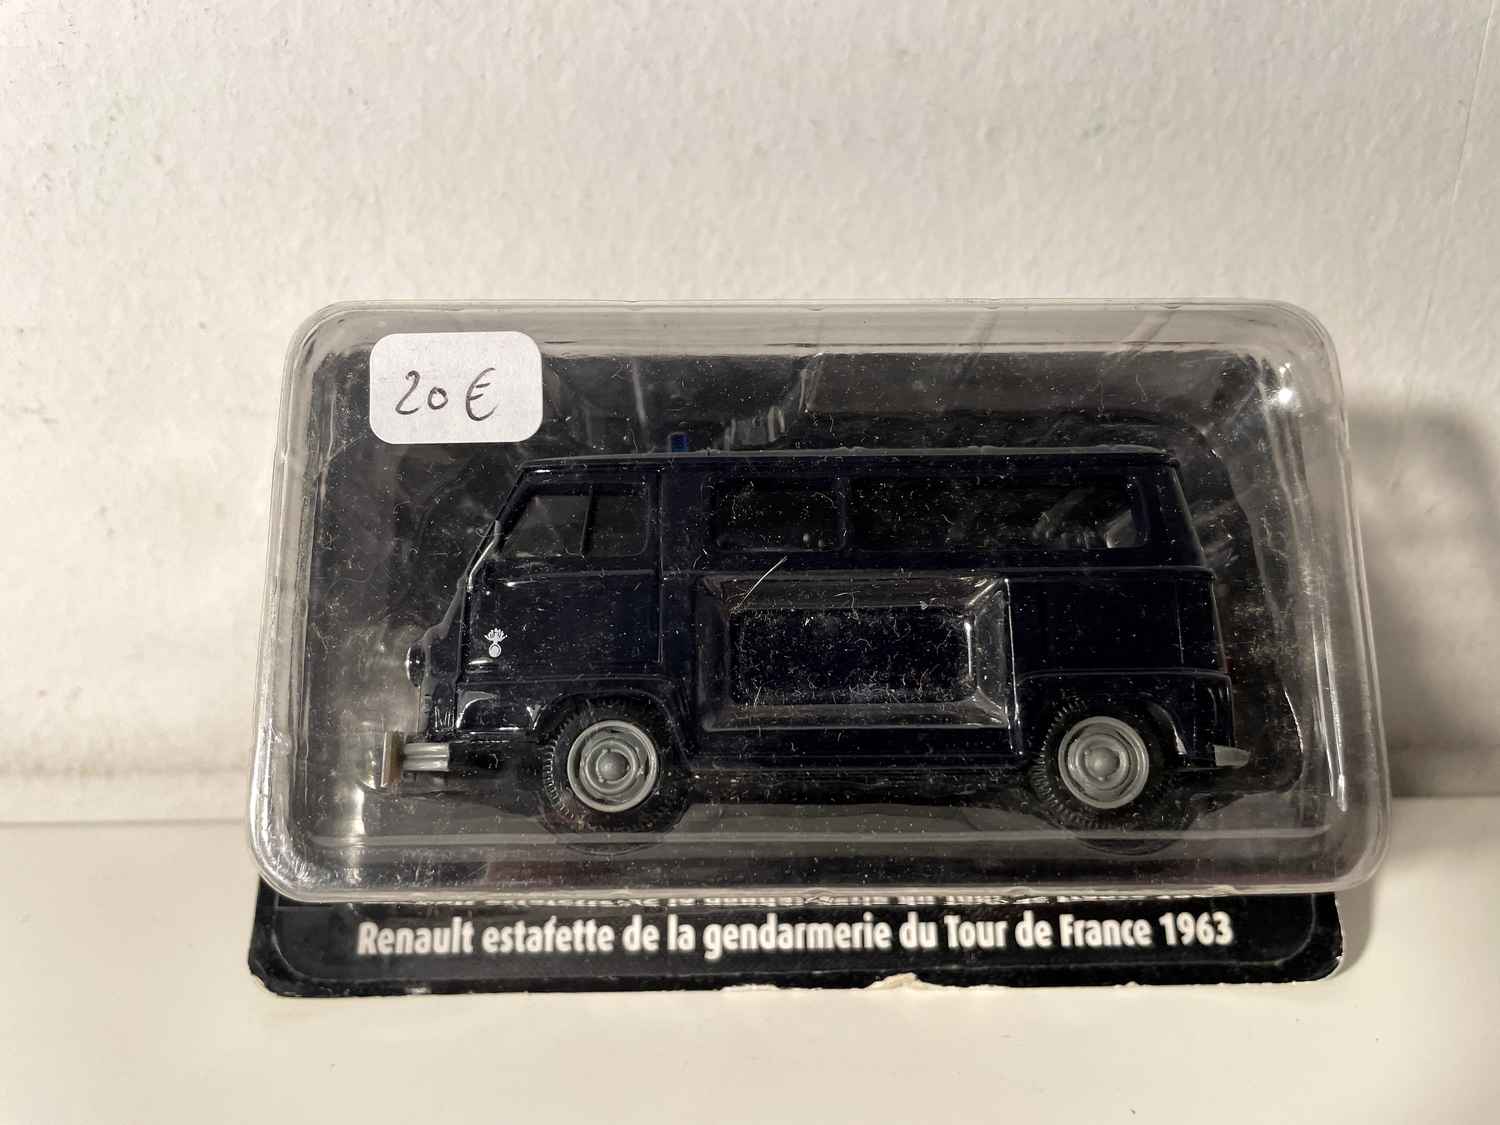 20 €
Renault estafette de la gendarmerie du Tour de France 1963